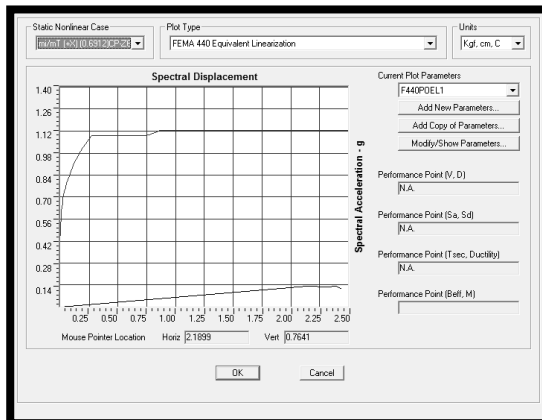 Static Nonlinear Case
Plot Type
FEMA 440 Equivalent Linearization
Units
Kgf, cm, C
Spectral Displacement
1.40
1.26
1.12
0.98
0.84
0.70
0.56
0.42
0.28
0.14
0.25 0.50 0.75 1.00 1.25 1.50 1.75 2.00 2.25 2.50
Spectral Acceleration - g
Mouse Pointer Location Horiz 2.1899 Vert 0.7641
Current Plot Parameters
F440POEL1
Add New Parameters...
Add Copy of Parameters...
Modify/Show Parameters...
Performance Point (V, D)
N.A.
Performance Point (Sa, Sd)
N.A.
Performance Point (Tsec, Ductility)
N.A.
Performance Point (Beff, M)
OK
Cancel